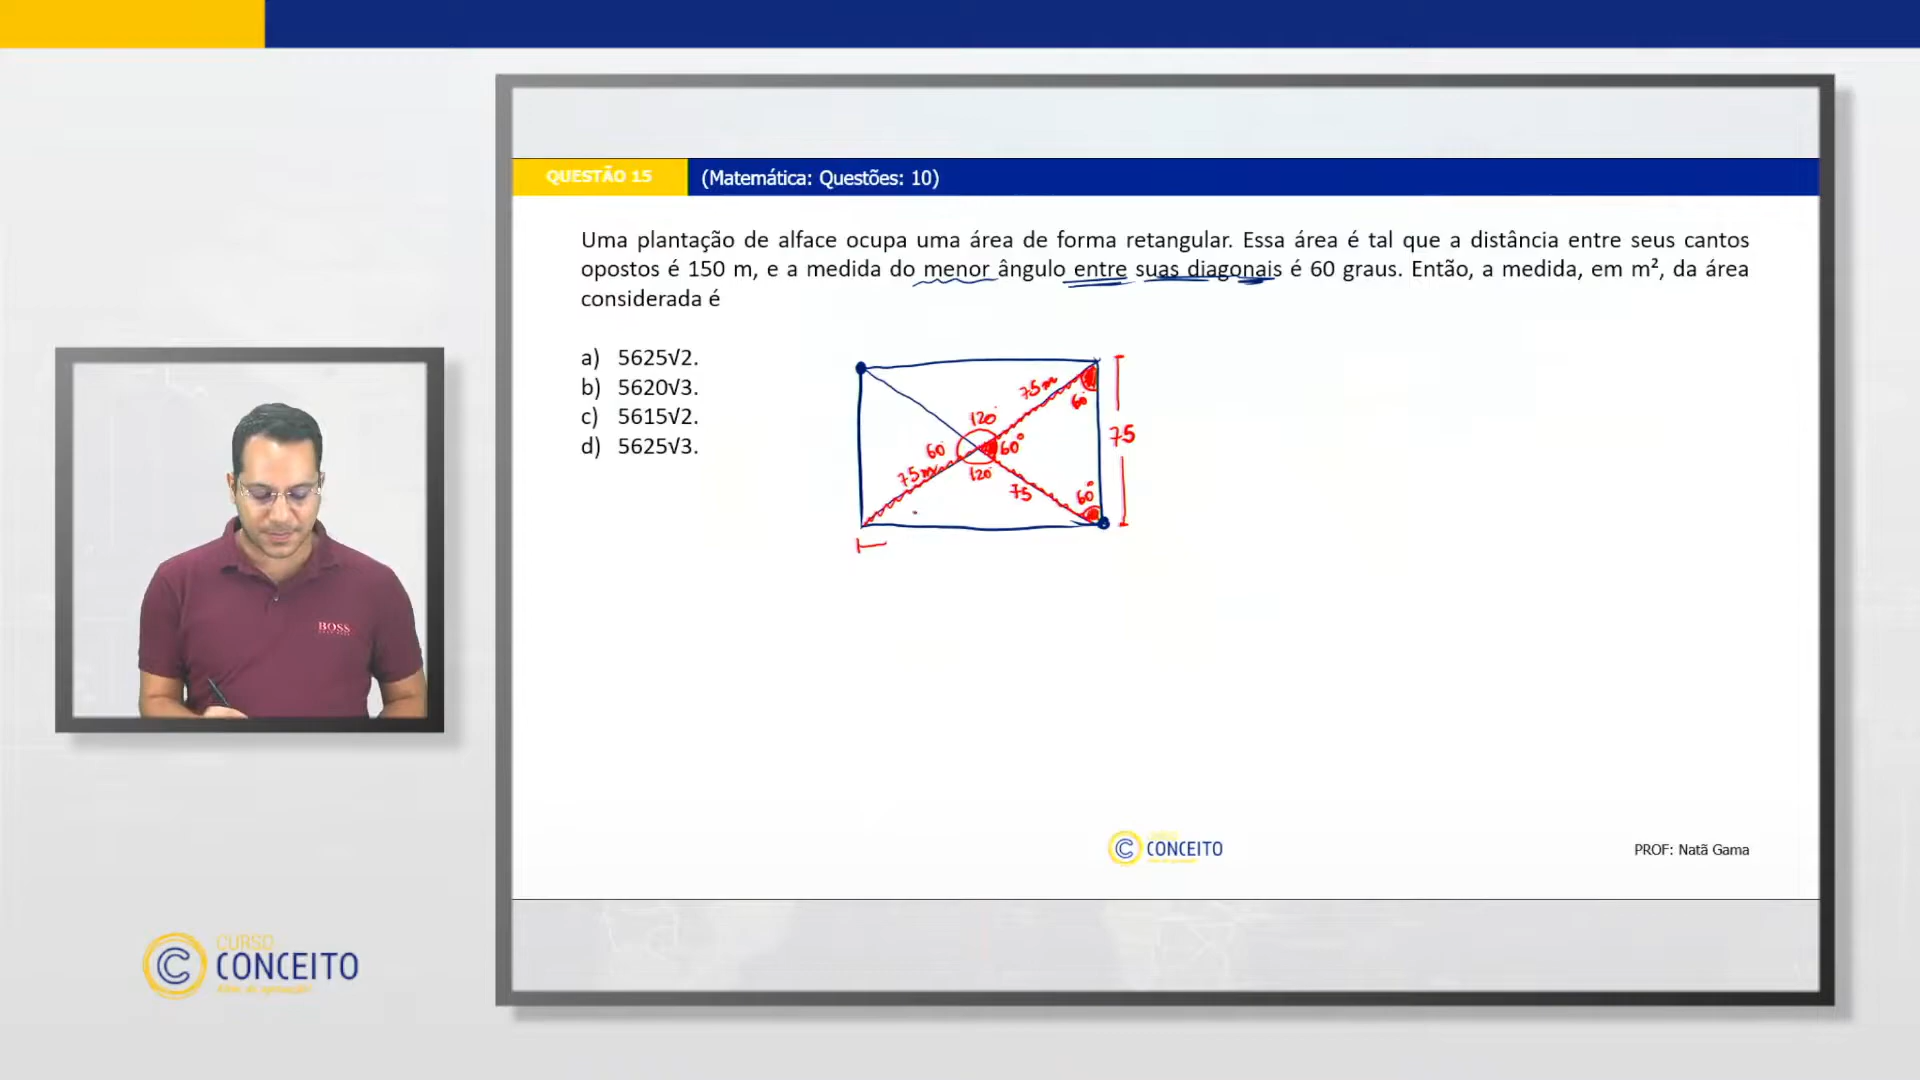 QUESTÃO 15
(Matemática: Questões: 10)
Uma plantação de alface ocupa uma área de forma retangular. Essa área é tal que a distância entre seus cantos
opostos é 150 m, e a medida do menor ângulo entre suas diagonais é 60 graus. Então, a medida, em m², da área
considerada é
a) 5625√2.
b) 5620√3.
c) 5615√2.
d) 5625√3.
75m
60°
120°
75
60
60°
75m
120
75
60°
BOSS
CONCEITO
PROF: Natã Gama
CURSO
CONCEITO